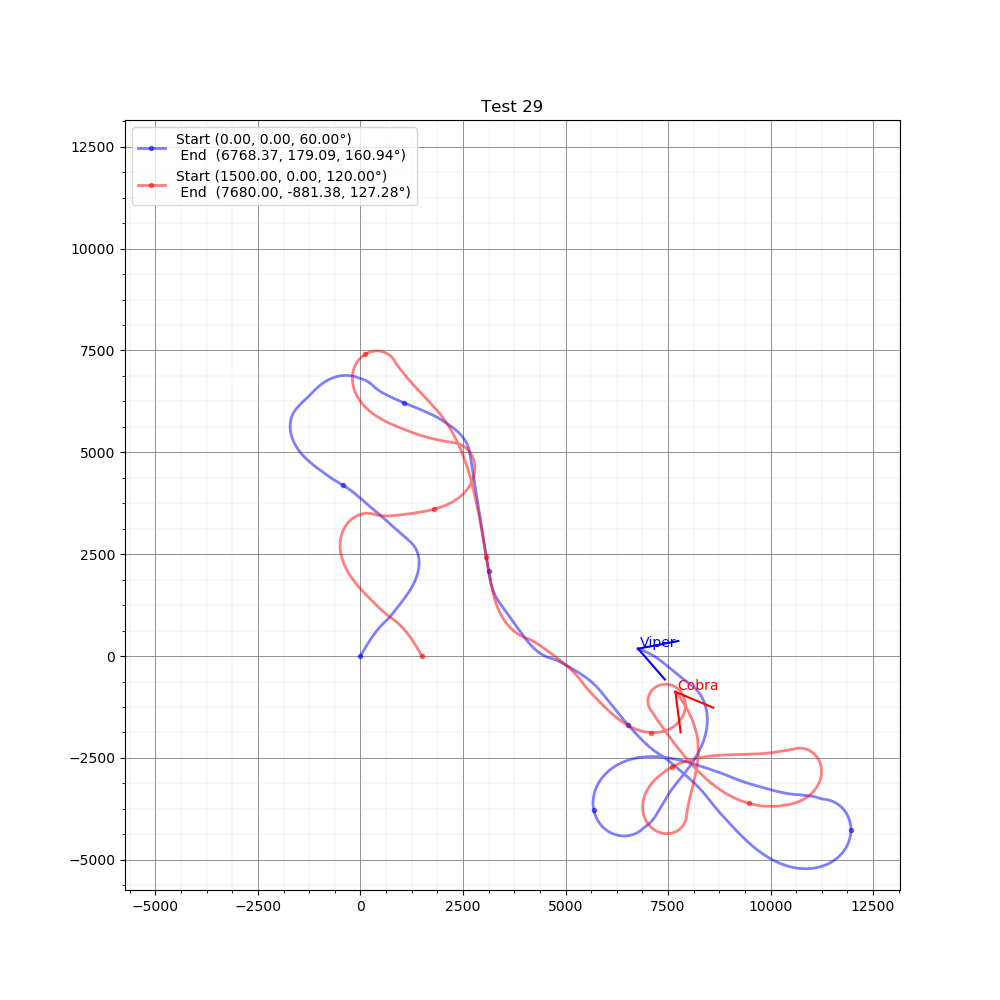 Test 29
Start (0.00, 0.00, 60.00°)
End  (6768.37, 179.09, 160.94°)
Start (1500.00, 0.00, 120.00°)
End  (7680.00, -881.38, 127.28°)
12500
10000
7500
5000
2500
0
−2500
−5000
Viper
Cobra
−5000 −2500 0 2500 5000 7500 10000 12500